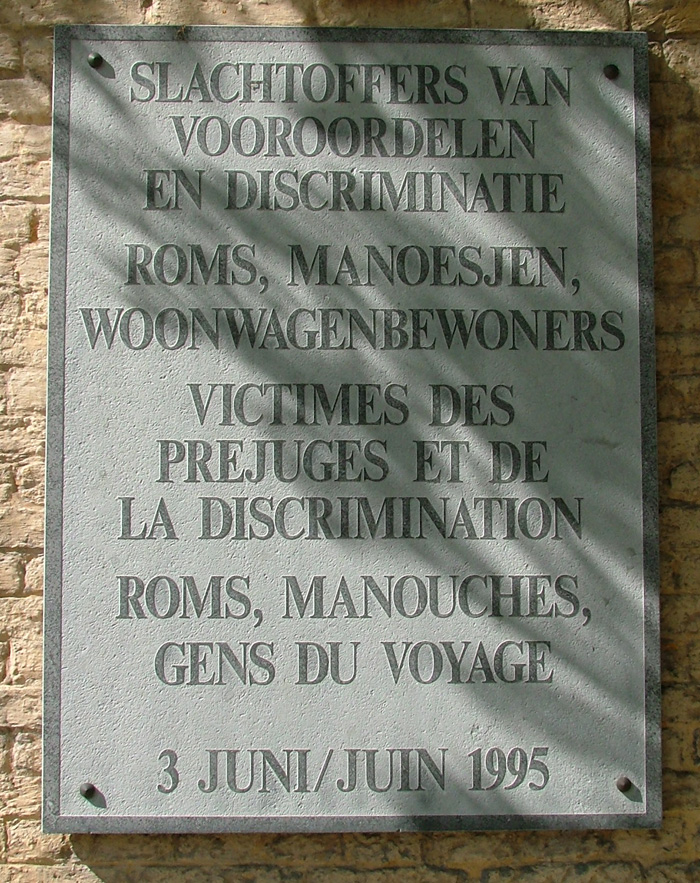 SLACHTOFFERS VAN
VOOROORDELEN
EN DISCRIMINATIE
ROMS, MANOESJEN,
WOONWAGENBEWONERS
VICTIMES DES
PREJUGES ET DE
LA DISCRIMINATION
ROMS, MANOUCHES,
GENS DU VOYAGE
3 JUNI/JUIN 1995